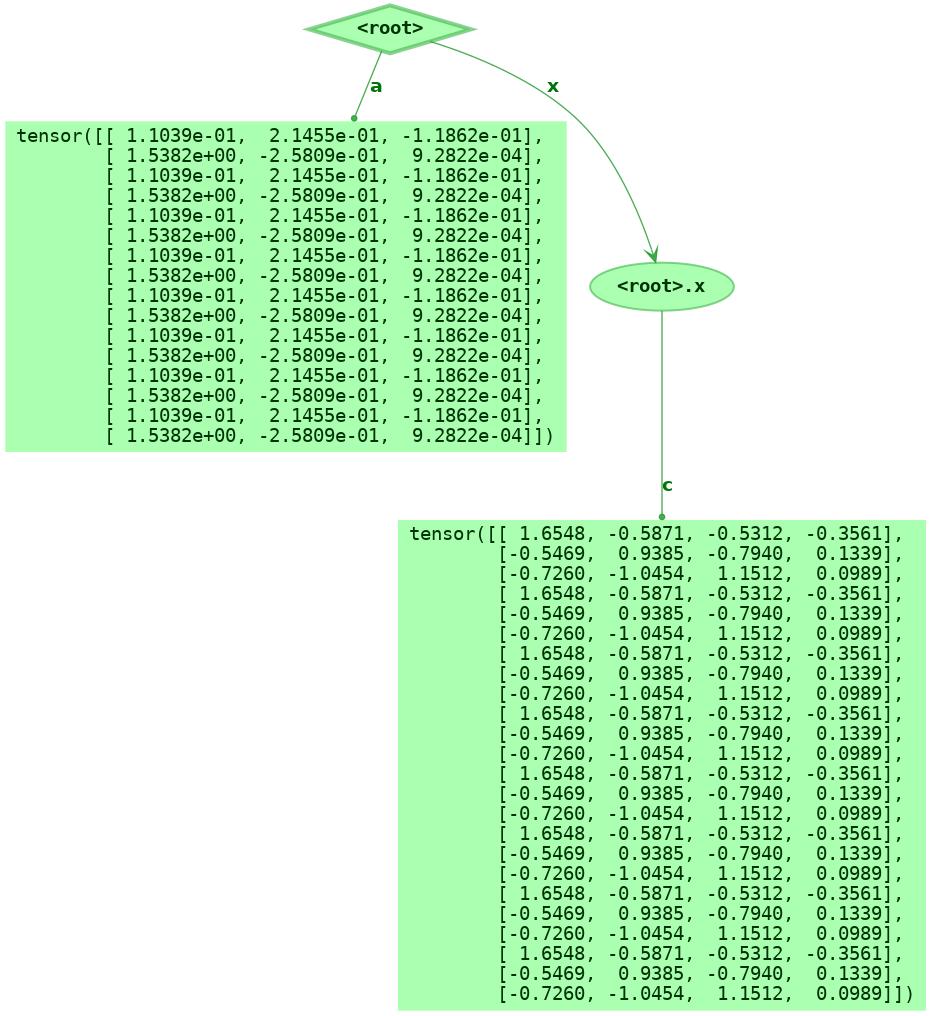 <root>
a
x
tensor([[ 1.1039e-01,  2.1455e-01, -1.1862e-01],
        [ 1.5382e+00, -2.5809e-01,  9.2822e-04],
        [ 1.1039e-01,  2.1455e-01, -1.1862e-01],
        [ 1.5382e+00, -2.5809e-01,  9.2822e-04],
        [ 1.1039e-01,  2.1455e-01, -1.1862e-01],
        [ 1.5382e+00, -2.5809e-01,  9.2822e-04],
        [ 1.1039e-01,  2.1455e-01, -1.1862e-01],
        [ 1.5382e+00, -2.5809e-01,  9.2822e-04],
        [ 1.1039e-01,  2.1455e-01, -1.1862e-01],
        [ 1.5382e+00, -2.5809e-01,  9.2822e-04],
        [ 1.1039e-01,  2.1455e-01, -1.1862e-01],
        [ 1.5382e+00, -2.5809e-01,  9.2822e-04],
        [ 1.1039e-01,  2.1455e-01, -1.1862e-01],
        [ 1.5382e+00, -2.5809e-01,  9.2822e-04],
        [ 1.1039e-01,  2.1455e-01, -1.1862e-01],
        [ 1.5382e+00, -2.5809e-01,  9.2822e-04]])
<root>.x
c
tensor([[ 1.6548, -0.5871, -0.5312, -0.3561],
        [-0.5469,  0.9385, -0.7940,  0.1339],
        [-0.7260, -1.0454,  1.1512,  0.0989],
        [ 1.6548, -0.5871, -0.5312, -0.3561],
        [-0.5469,  0.9385, -0.7940,  0.1339],
        [-0.7260, -1.0454,  1.1512,  0.0989],
        [ 1.6548, -0.5871, -0.5312, -0.3561],
        [-0.5469,  0.9385, -0.7940,  0.1339],
        [-0.7260, -1.0454,  1.1512,  0.0989],
        [ 1.6548, -0.5871, -0.5312, -0.3561],
        [-0.5469,  0.9385, -0.7940,  0.1339],
        [-0.7260, -1.0454,  1.1512,  0.0989],
        [ 1.6548, -0.5871, -0.5312, -0.3561],
        [-0.5469,  0.9385, -0.7940,  0.1339],
        [-0.7260, -1.0454,  1.1512,  0.0989],
        [ 1.6548, -0.5871, -0.5312, -0.3561],
        [-0.5469,  0.9385, -0.7940,  0.1339],
        [-0.7260, -1.0454,  1.1512,  0.0989],
        [ 1.6548, -0.5871, -0.5312, -0.3561],
        [-0.5469,  0.9385, -0.7940,  0.1339],
        [-0.7260, -1.0454,  1.1512,  0.0989],
        [ 1.6548, -0.5871, -0.5312, -0.3561],
        [-0.5469,  0.9385, -0.7940,  0.1339],
        [-0.7260, -1.0454,  1.1512,  0.0989]])